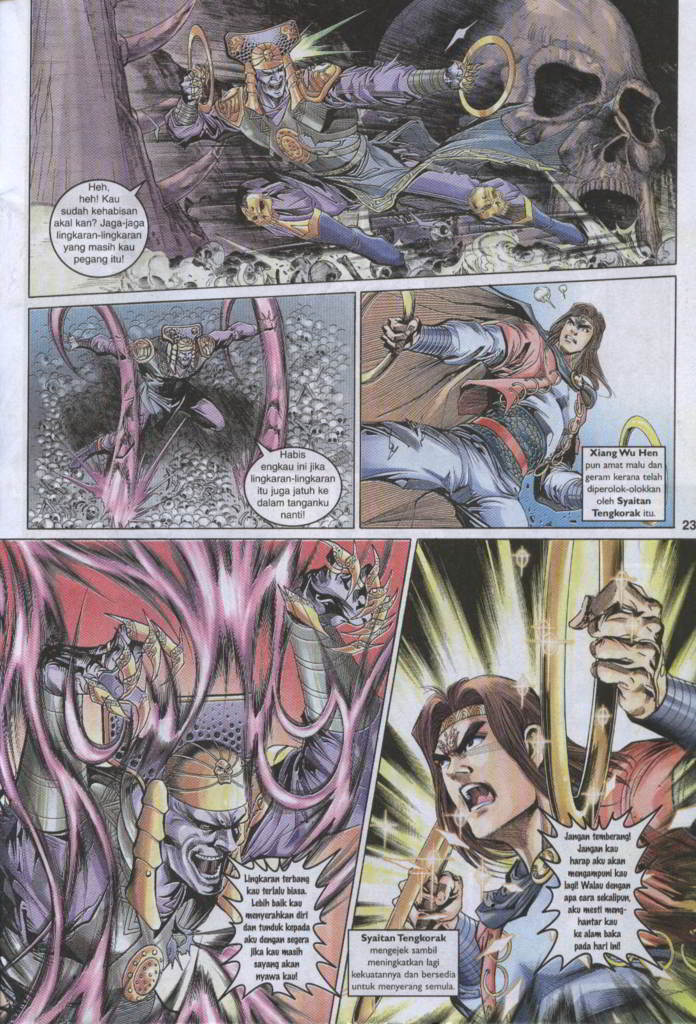 Heh,
heh! Kau
sudah kehabisan
akal kan? Jaga-jaga
lingkaran-lingkaran
yang masih kau
pegang itu!
Habis
engkau ini jika
lingkaran-lingkaran
itu juga jatuh ke
dalam tanganku
nanti!
Xiang Wu Hen
pun amat malu dan
geram kerana telah
diperolok-olokkan
oleh Syaitan
Tengkorak itu.
23
Lingkaran terbang
kau terlalu biasa.
Lebih baik kau
menyerahkan diri
dan tunduk kepada
aku dengan segera
jika kau masih
sayang akan
nyawa kau!
Jangan temberang!
Jangan kau
harap aku akan
mengampuni kau
lagi! Walau dengan
apa cara sekalipun,
aku mesti meng-
hantar kau
ke alam baka
pada hari ini!
Syaitan Tengkorak
mengejek sambil
meningkatkan lagi
kekuatannya dan bersedia
untuk menyerang semula.